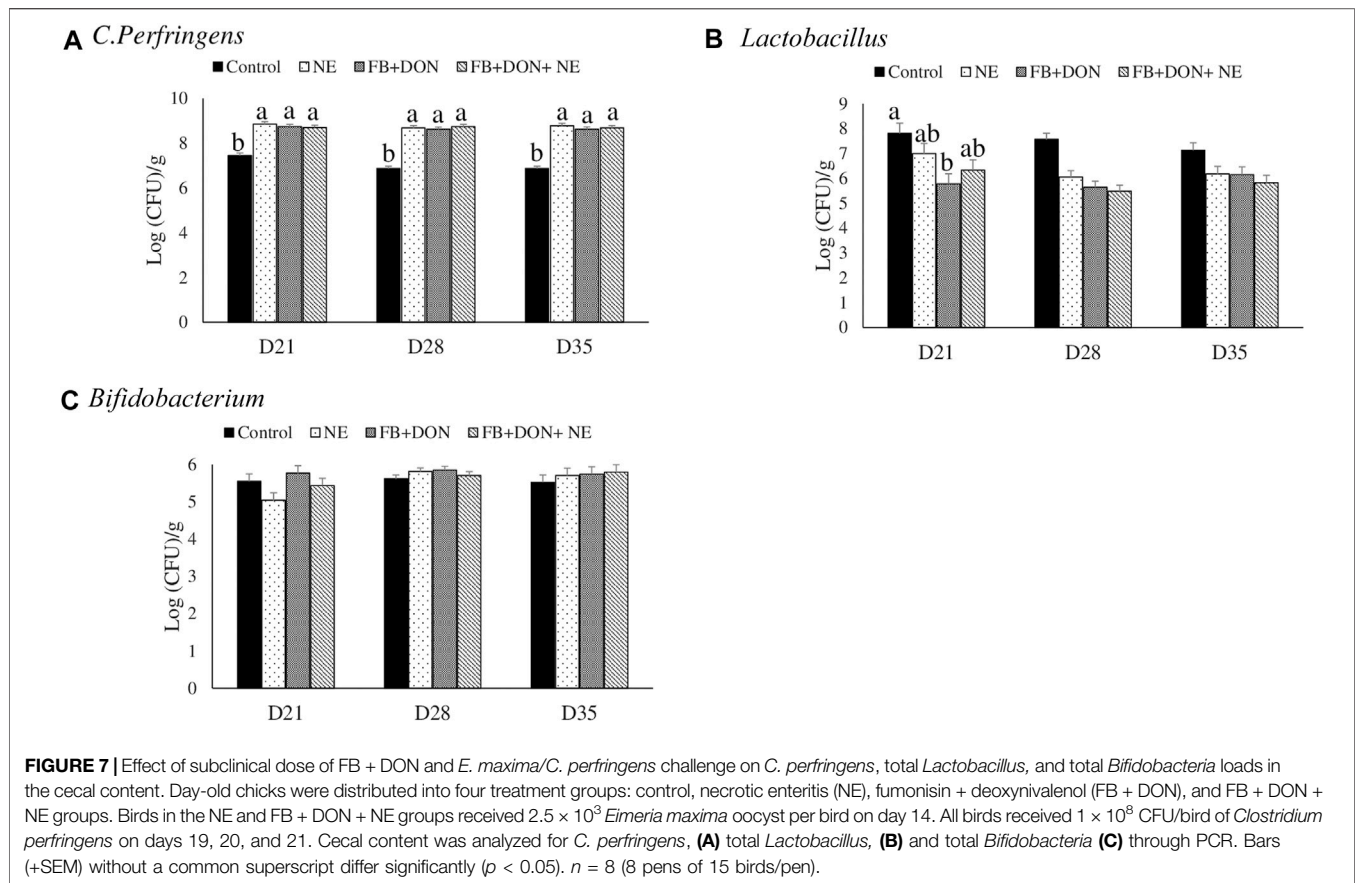 A C.Perfringens
■Control □NE ■FB+DON ▧FB+DON+ NE
Log (CFU)/g
10
8
6
4
2
0
b a a a
b a a a
b a a a
D21 D28 D35
B Lactobacillus
■Control □NE ■FB+DON ▧FB+DON+ NE
Log (CFU)/g
9
8
7
6
5
4
3
2
1
0
a ab b ab
D21 D28 D35
C Bifidobacterium
■Control □NE ■FB+DON ▧FB+DON+ NE
Log (CFU)/g
6
5
4
3
2
1
0
D21 D28 D35
FIGURE 7 | Effect of subclinical dose of FB + DON and E. maxima/C. perfringens challenge on C. perfringens, total Lactobacillus, and total Bifidobacteria loads in
the cecal content. Day-old chicks were distributed into four treatment groups: control, necrotic enteritis (NE), fumonisin + deoxynivalenol (FB + DON), and FB + DON +
NE groups. Birds in the NE and FB + DON + NE groups received 2.5 × 10³ Eimeria maxima oocyst per bird on day 14. All birds received 1 × 10⁸ CFU/bird of Clostridium
perfringens on days 19, 20, and 21. Cecal content was analyzed for C. perfringens, (A) total Lactobacillus, (B) and total Bifidobacteria (C) through PCR. Bars
(+SEM) without a common superscript differ significantly (p < 0.05). n = 8 (8 pens of 15 birds/pen).